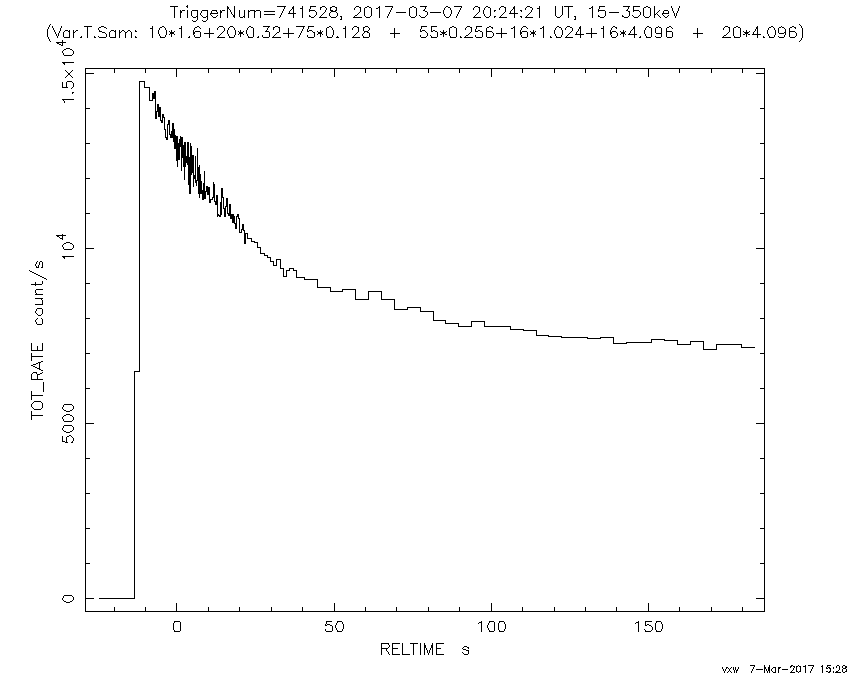 TriggerNum=741528, 2017-03-07 20:24:21 UT, 15-350keV
(Var.T.Sam: 10*1.6+20*0.32+75*0.128 + 55*0.256+16*1.024+16*4.096 + 20*4.096)
1.5×10⁴
10⁴
5000
0
TOT_RATE count/s
0 50 100 150
RELTIME s
vxw 7-Mar-2017 15:28